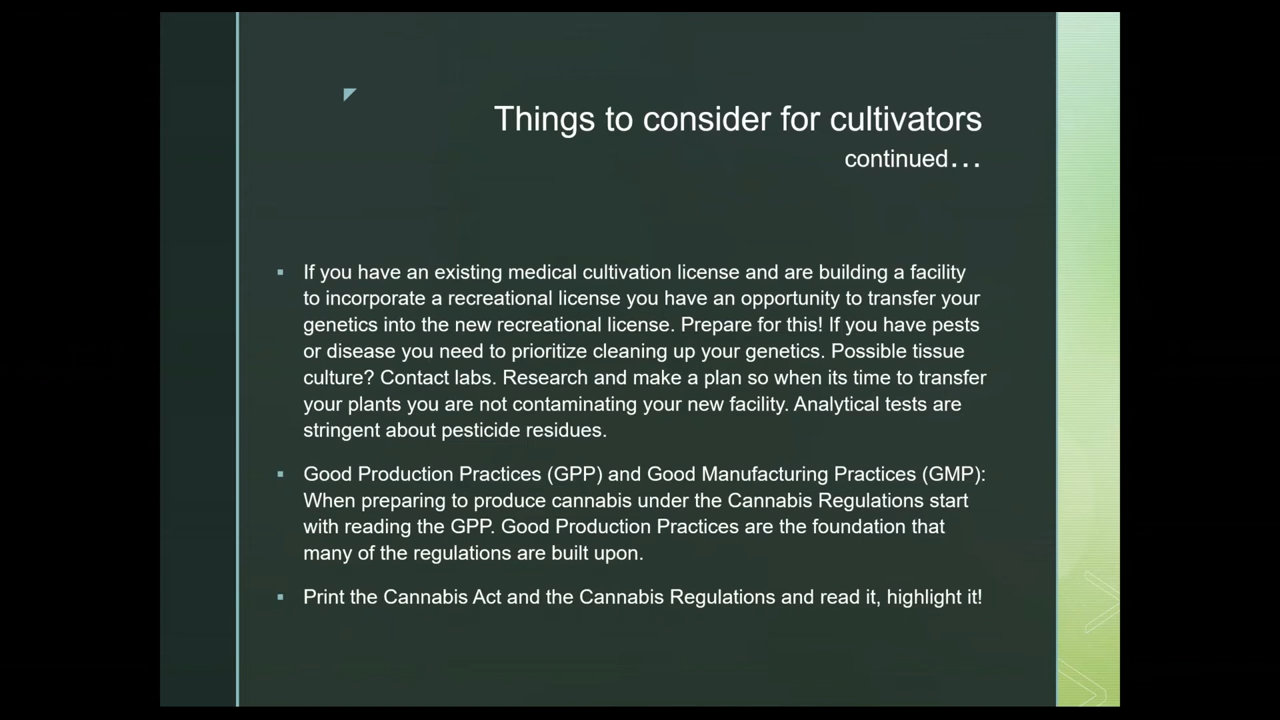 Things to consider for cultivators
continued...
▪ If you have an existing medical cultivation license and are building a facility
to incorporate a recreational license you have an opportunity to transfer your
genetics into the new recreational license. Prepare for this! If you have pests
or disease you need to prioritize cleaning up your genetics. Possible tissue
culture? Contact labs. Research and make a plan so when its time to transfer
your plants you are not contaminating your new facility. Analytical tests are
stringent about pesticide residues.
▪ Good Production Practices (GPP) and Good Manufacturing Practices (GMP):
When preparing to produce cannabis under the Cannabis Regulations start
with reading the GPP. Good Production Practices are the foundation that
many of the regulations are built upon.
▪ Print the Cannabis Act and the Cannabis Regulations and read it, highlight it!